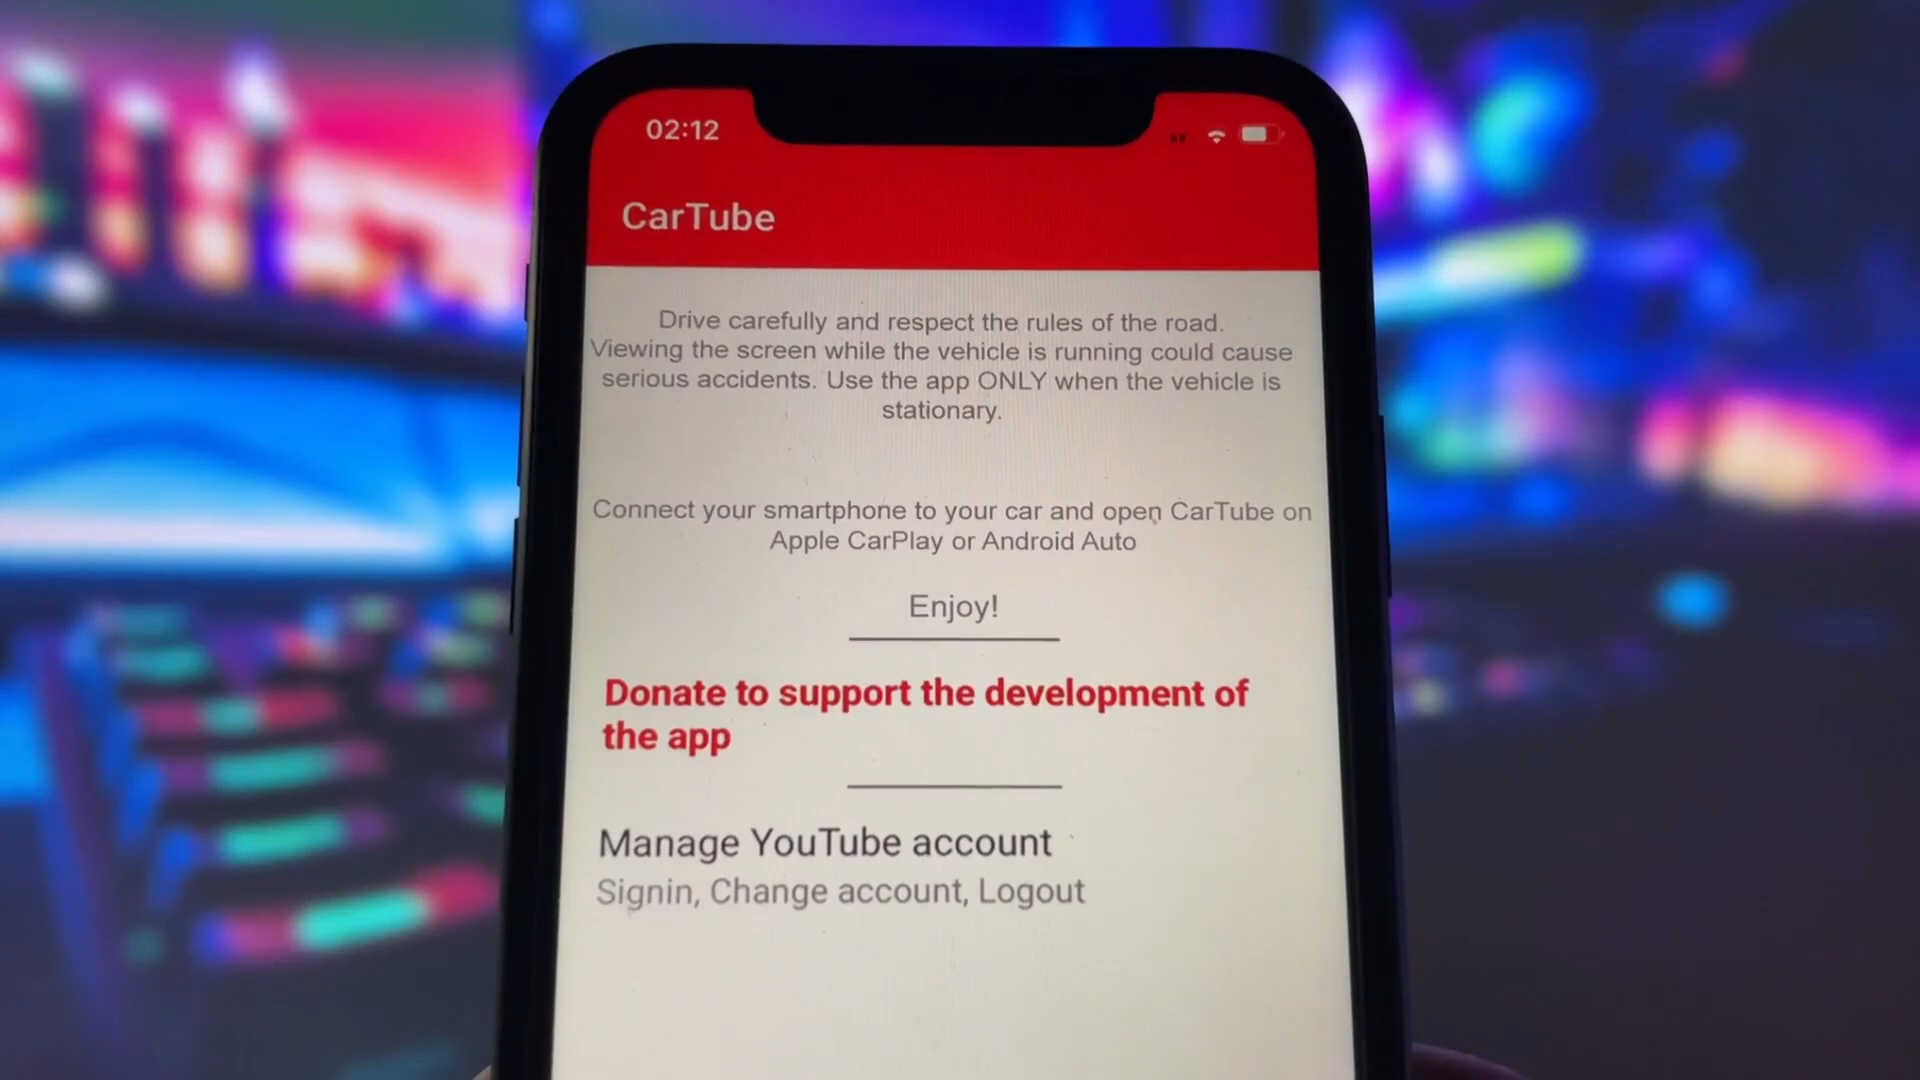 02:12
CarTube
Drive carefully and respect the rules of the road.
Viewing the screen while the vehicle is running could cause
serious accidents. Use the app ONLY when the vehicle is
stationary.
Connect your smartphone to your car and open CarTube on
Apple CarPlay or Android Auto
Enjoy!
Donate to support the development of
the app
Manage YouTube account
Signin, Change account, Logout